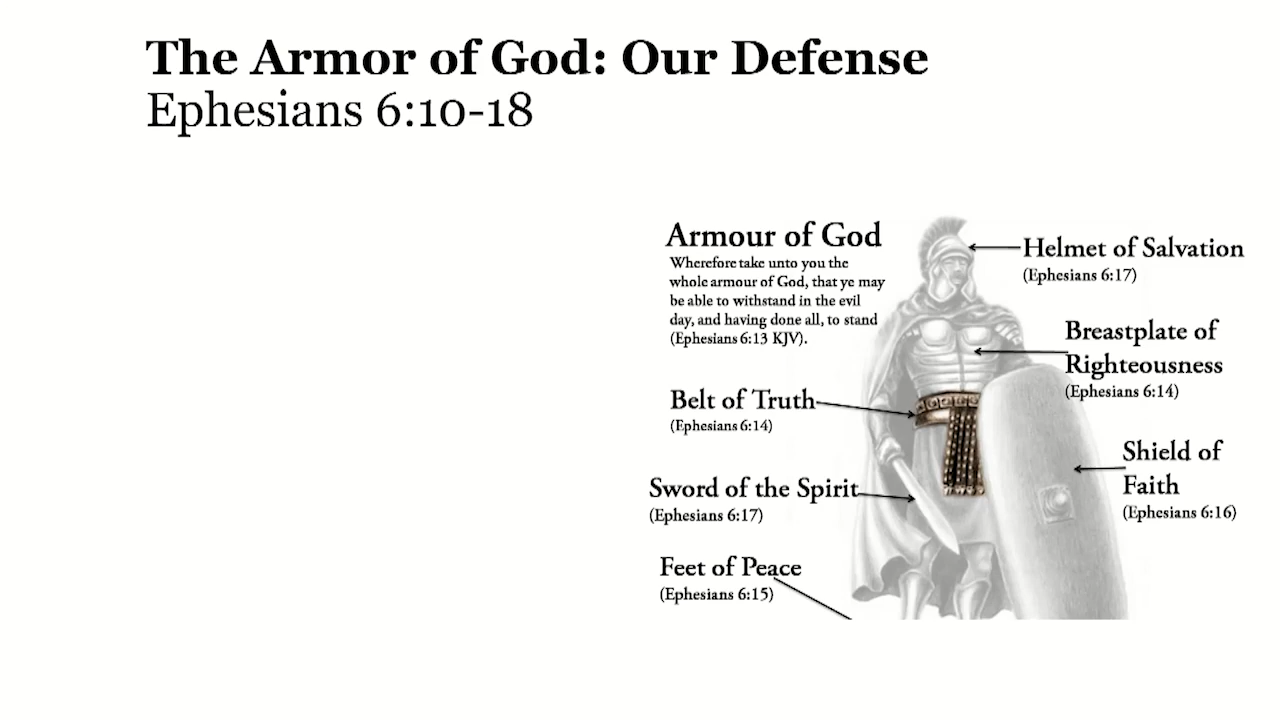 The Armor of God: Our Defense
Ephesians 6:10-18
Armour of God
Wherefore take unto you the
whole armour of God, that ye may
be able to withstand in the evil
day, and having done all, to stand
(Ephesians 6:13 KJV).
Helmet of Salvation
(Ephesians 6:17)
Breastplate of
Righteousness
(Ephesians 6:14)
Belt of Truth
(Ephesians 6:14)
Shield of
Faith
(Ephesians 6:16)
Sword of the Spirit
(Ephesians 6:17)
Feet of Peace
(Ephesians 6:15)